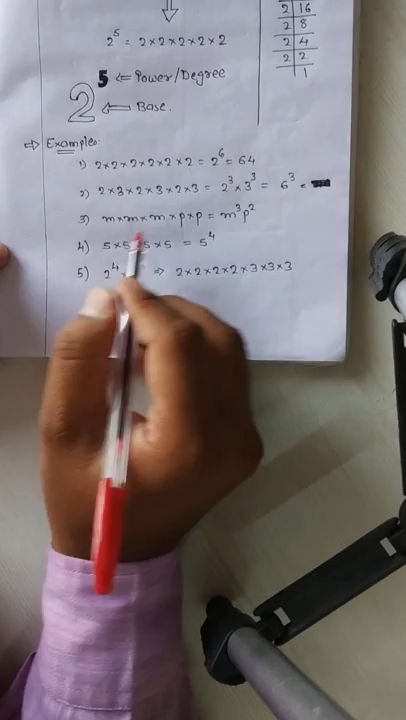 2⁵ = 2×2×2×2×2
2 16
2 8
2 4
2 2
1
2⁵ ⇐ Power/Degree
⇐ Base.
⇒ Examples:
1) 2×2×2×2×2×2 = 2⁶ = 64
2) 2×3×2×3×2×3 = 2³×3³ = 6³ =
3) m×m×m×p×p = m³p²
4) 5×5×5×5 = 5⁴
5) 2⁴ ⇒ 2×2×2×2×3×3×3